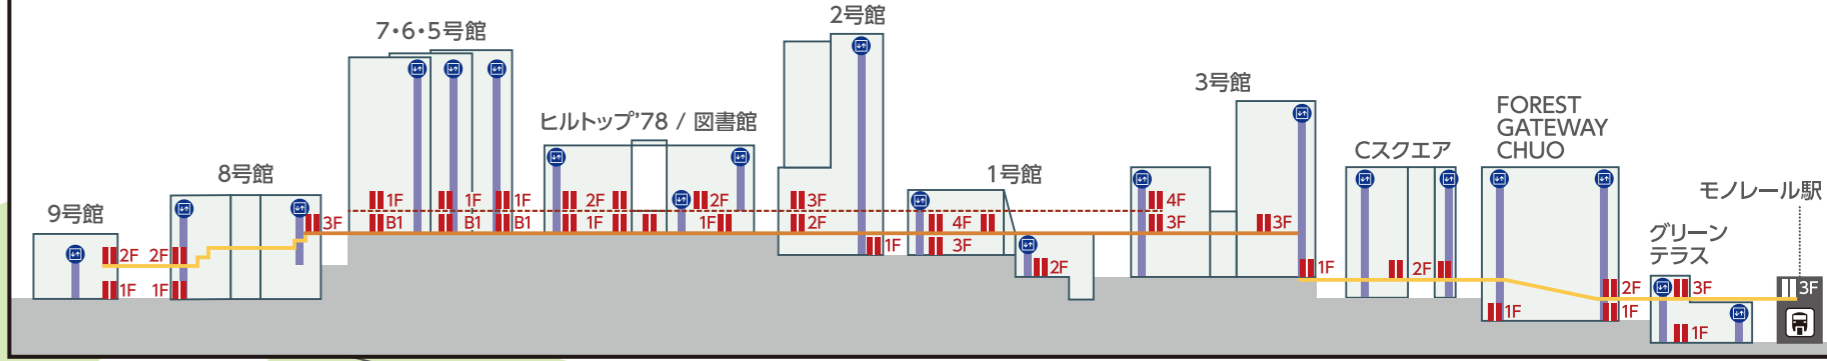 9号館
2F
1F
8号館
2F
1F
3F
7・6・5号館
1F
B1
1F
B1
1F
B1
ヒルトップ’78 / 図書館
2F
1F
2F
1F
2号館
3F
2F
1F
1号館
4F
3F
2F
3号館
4F
3F
3F
1F
Cスクエア
2F
FOREST
GATEWAY
CHUO
1F
2F
1F
グリーン
テラス
3F
1F
モノレール駅
3F